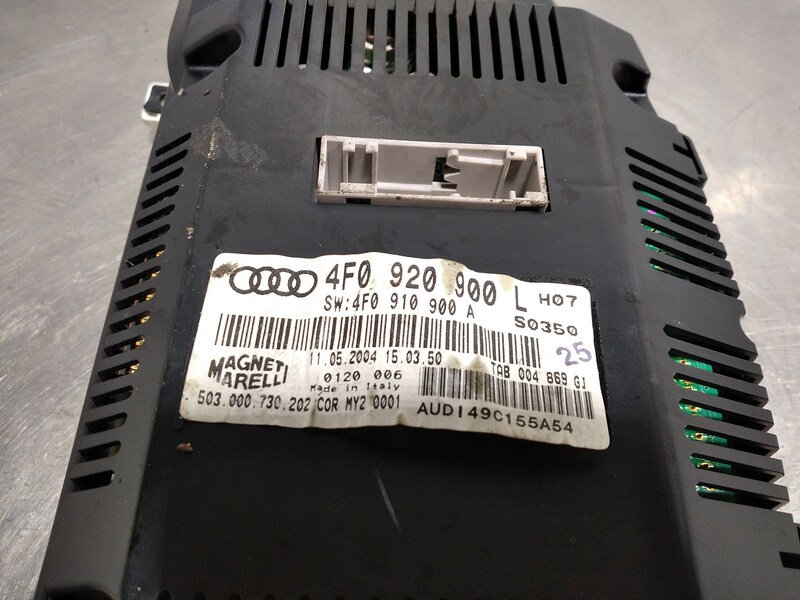 4F0 920 900 L H07
SW:4F0 910 900 A S0350
25
11.05.2004 15.03.50 TAB 004 869 GJ
MAGNETI
MARELLI
0120 006
Made in Italy
503.000.730.202 COR MY2 0001 AUDI49C155A54